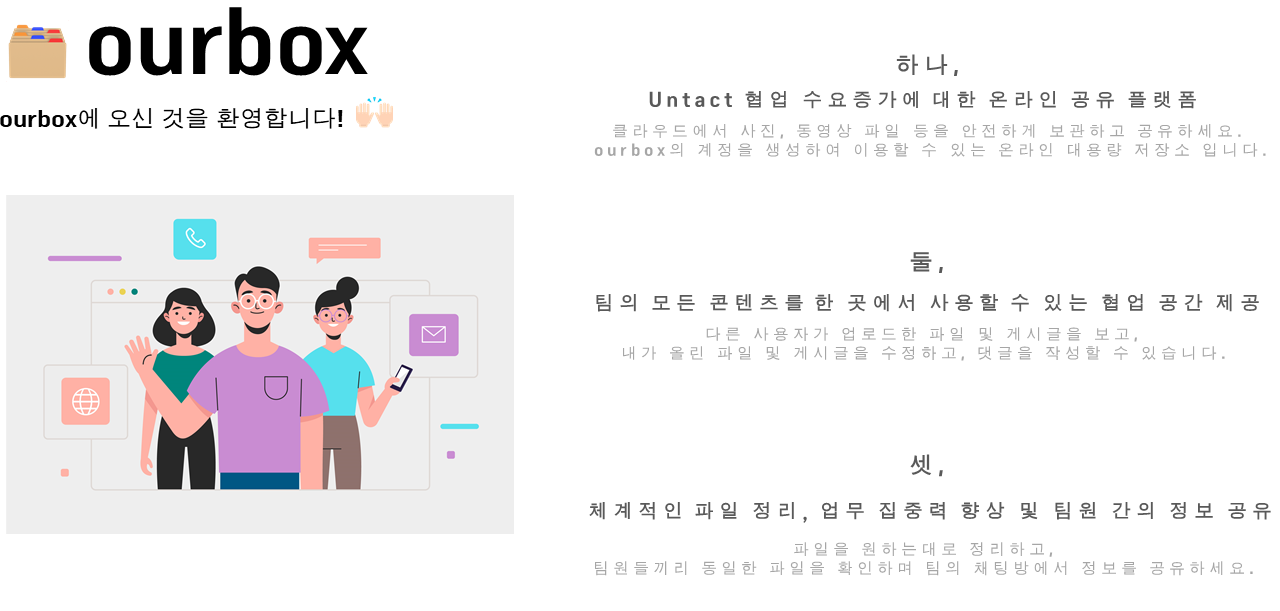 ourbox
ourbox에 오신 것을 환영합니다!
하나,
Untact 협업 수요증가에 대한 온라인 공유 플랫폼
클라우드에서 사진, 동영상 파일 등을 안전하게 보관하고 공유하세요.
ourbox의 계정을 생성하여 이용할 수 있는 온라인 대용량 저장소 입니다.
둘,
팀의 모든 콘텐츠를 한 곳에서 사용할 수 있는 협업 공간 제공
다른 사용자가 업로드한 파일 및 게시글을 보고,
내가 올린 파일 및 게시글을 수정하고, 댓글을 작성할 수 있습니다.
셋,
체계적인 파일 정리, 업무 집중력 향상 및 팀원 간의 정보 공유
파일을 원하는대로 정리하고,
팀원들끼리 동일한 파일을 확인하며 팀의 채팅방에서 정보를 공유하세요.